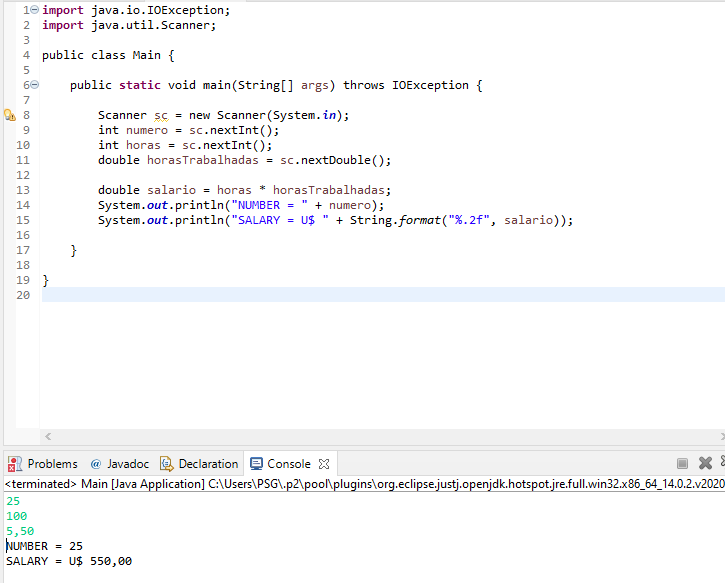 1 import java.io.IOException;
2 import java.util.Scanner;
3
4 public class Main {
5
6 public static void main(String[] args) throws IOException {
7
8 Scanner sc = new Scanner(System.in);
9 int numero = sc.nextInt();
10 int horas = sc.nextInt();
11 double horasTrabalhadas = sc.nextDouble();
12
13 double salario = horas * horasTrabalhadas;
14 System.out.println("NUMBER = " + numero);
15 System.out.println("SALARY = U$ " + String.format("%.2f", salario));
16
17 }
18
19 }
20
Problems @ Javadoc Declaration Console
<terminated> Main [Java Application] C:\Users\PSG\.p2\pool\plugins\org.eclipse.justj.openjdk.hotspot.jre.full.win32.x86_64_14.0.2.v2020
25
100
5,50
NUMBER = 25
SALARY = U$ 550,00